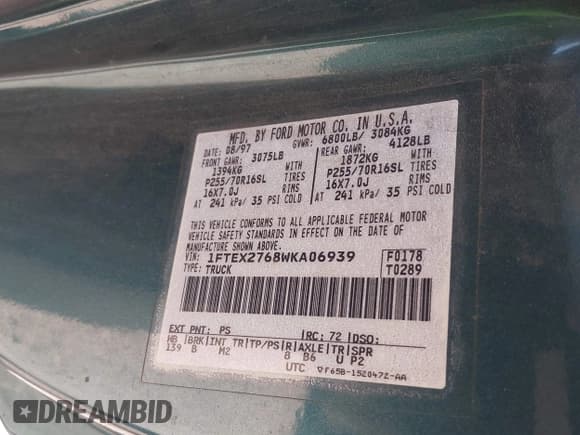 MFD. BY FORD MOTOR CO. IN U.S.A.
08/97 GVWR: 6800LB/ 3084KG
FRONT GAWR: 3075LB REAR GAWR: 4128LB
1394KG WITH 1872KG WITH
P255/70R16SL TIRES P255/70R16SL TIRES
16X7.0J RIMS 16X7.0J RIMS
AT 241 kPa/ 35 PSI COLD AT 241 kPa/ 35 PSI COLD
THIS VEHICLE CONFORMS TO ALL APPLICABLE FEDERAL MOTOR
VEHICLE SAFETY STANDARDS IN EFFECT ON THE DATE OF
MANUFACTURE SHOWN ABOVE.
VIN: 1FTEX2768WKA06939 F0178
TYPE: TRUCK T0289
EXT PNT: PS RC: 72 DSO:
WB BRK INT TR TP/PS R AXLE TR SPR
139 B M2 8 B6 U P2
UTC ▽F65B-1520472-AA
DREAMBID